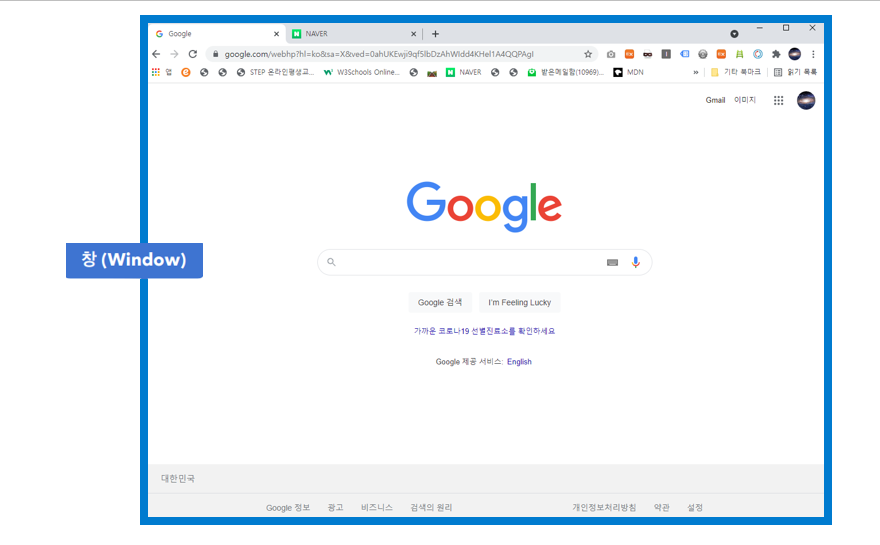 Google
NAVER
google.com/webhp?hl=ko&sa=X&ved=0ahUKEwji9qf5lbDzAhWIdd4KHeI1A4QQPAgI
앱
STEP 온라인평생교...
W3Schools Online...
NAVER
받은메일함(10969)...
MDN
»
기타 북마크
읽기 목록
Gmail 이미지
Google
창 (Window)
Google 검색
I'm Feeling Lucky
가까운 코로나19 선별진료소를 확인하세요
Google 제공 서비스: English
대한민국
Google 정보 광고 비즈니스 검색의 원리 개인정보처리방침 약관 설정